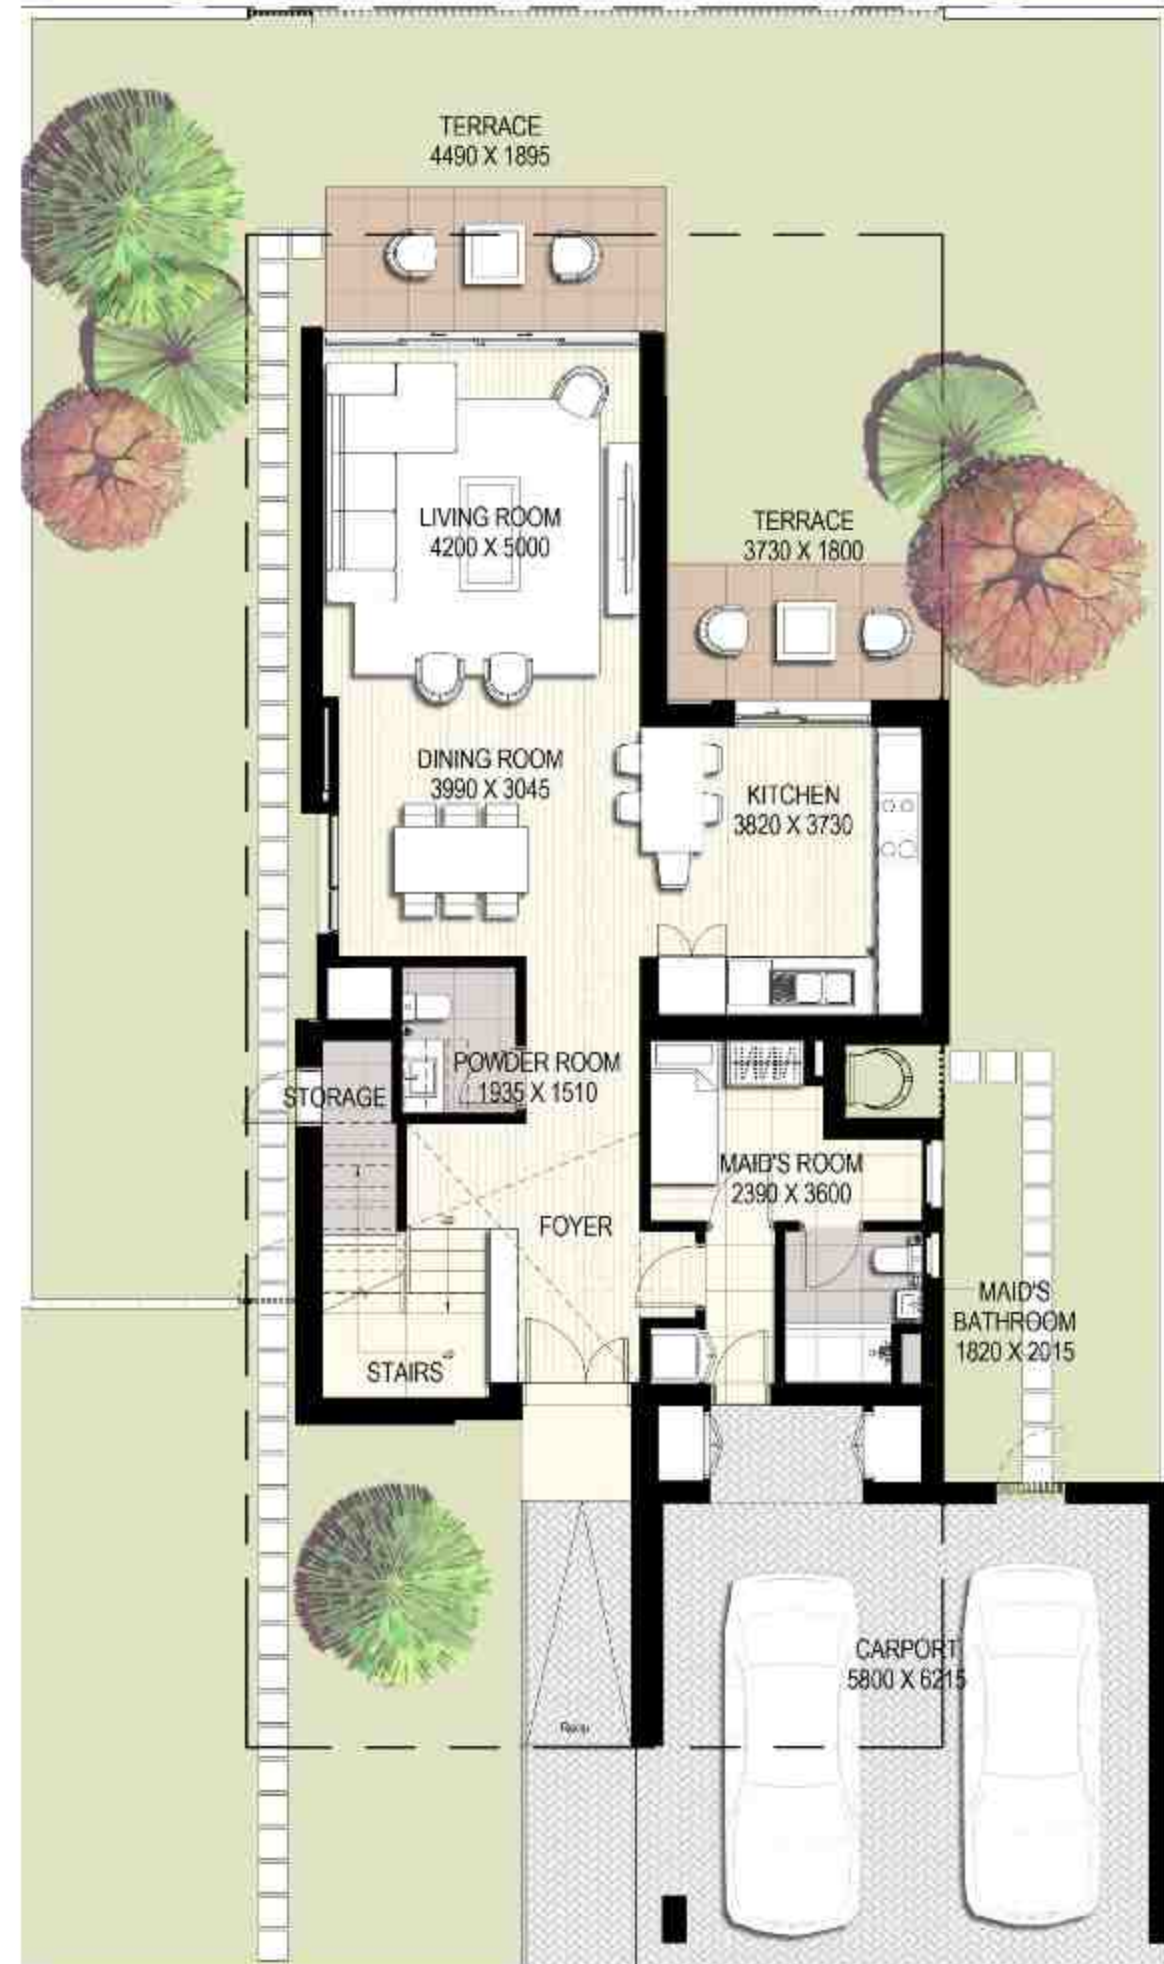 TERRACE
4490 X 1895
LIVING ROOM
4200 X 5000
TERRACE
3730 X 1800
DINING ROOM
3990 X 3045
KITCHEN
3820 X 3730
POWDER ROOM
1935 X 1510
STORAGE
MAID'S ROOM
2390 X 3600
FOYER
MAID'S
BATHROOM
1820 X 2015
STAIRS
CARPORT
5800 X 6215